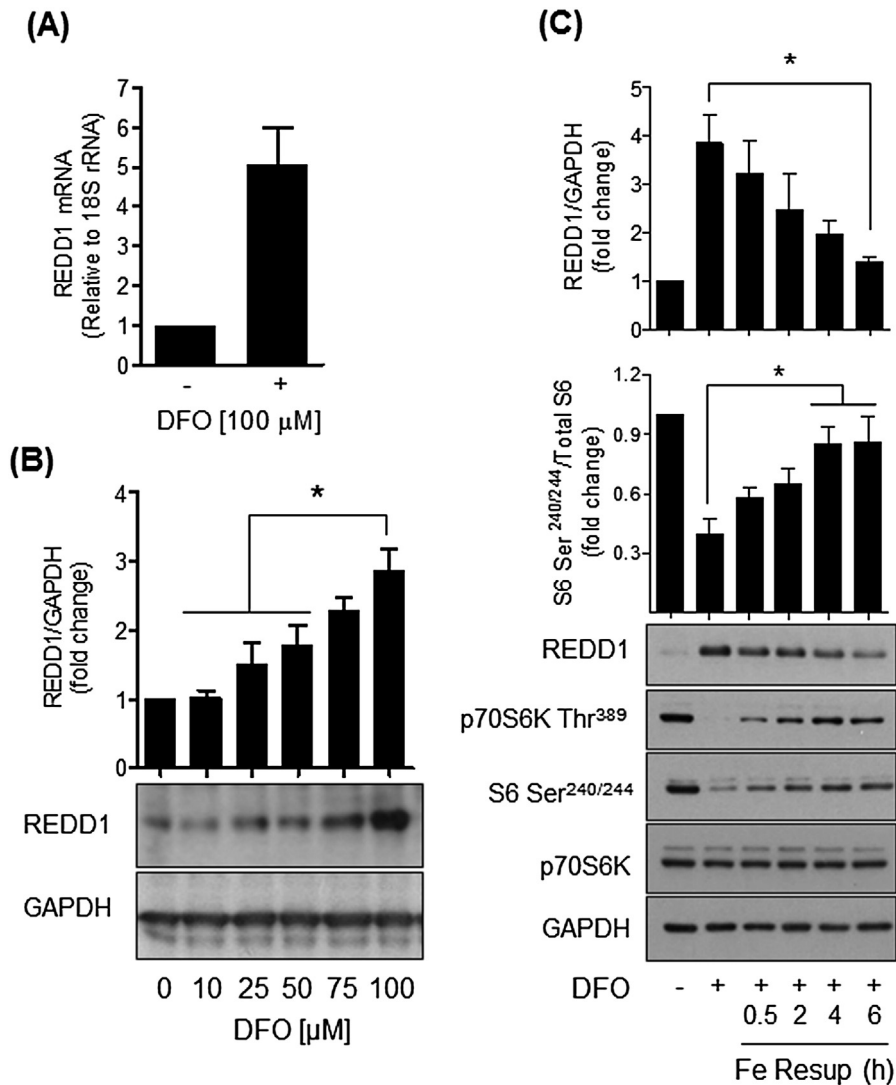 (A)
REDD1 mRNA
(Relative to 18S rRNA)
7
6
5
4
3
2
1
0
- +
DFO [100 µM]
(B)
REDD1/GAPDH
(fold change)
4
3
2
1
0
*
REDD1
GAPDH
0 10 25 50 75 100
DFO [µM]
(C)
REDD1/GAPDH
(fold change)
5
4
3
2
1
0
*
S6 Ser240/244/Total S6
(fold change)
1.2
0.9
0.6
0.3
*
REDD1
p70S6K Thr389
S6 Ser240/244
p70S6K
GAPDH
DFO - + + + + +
0.5 2 4 6
Fe Resup (h)